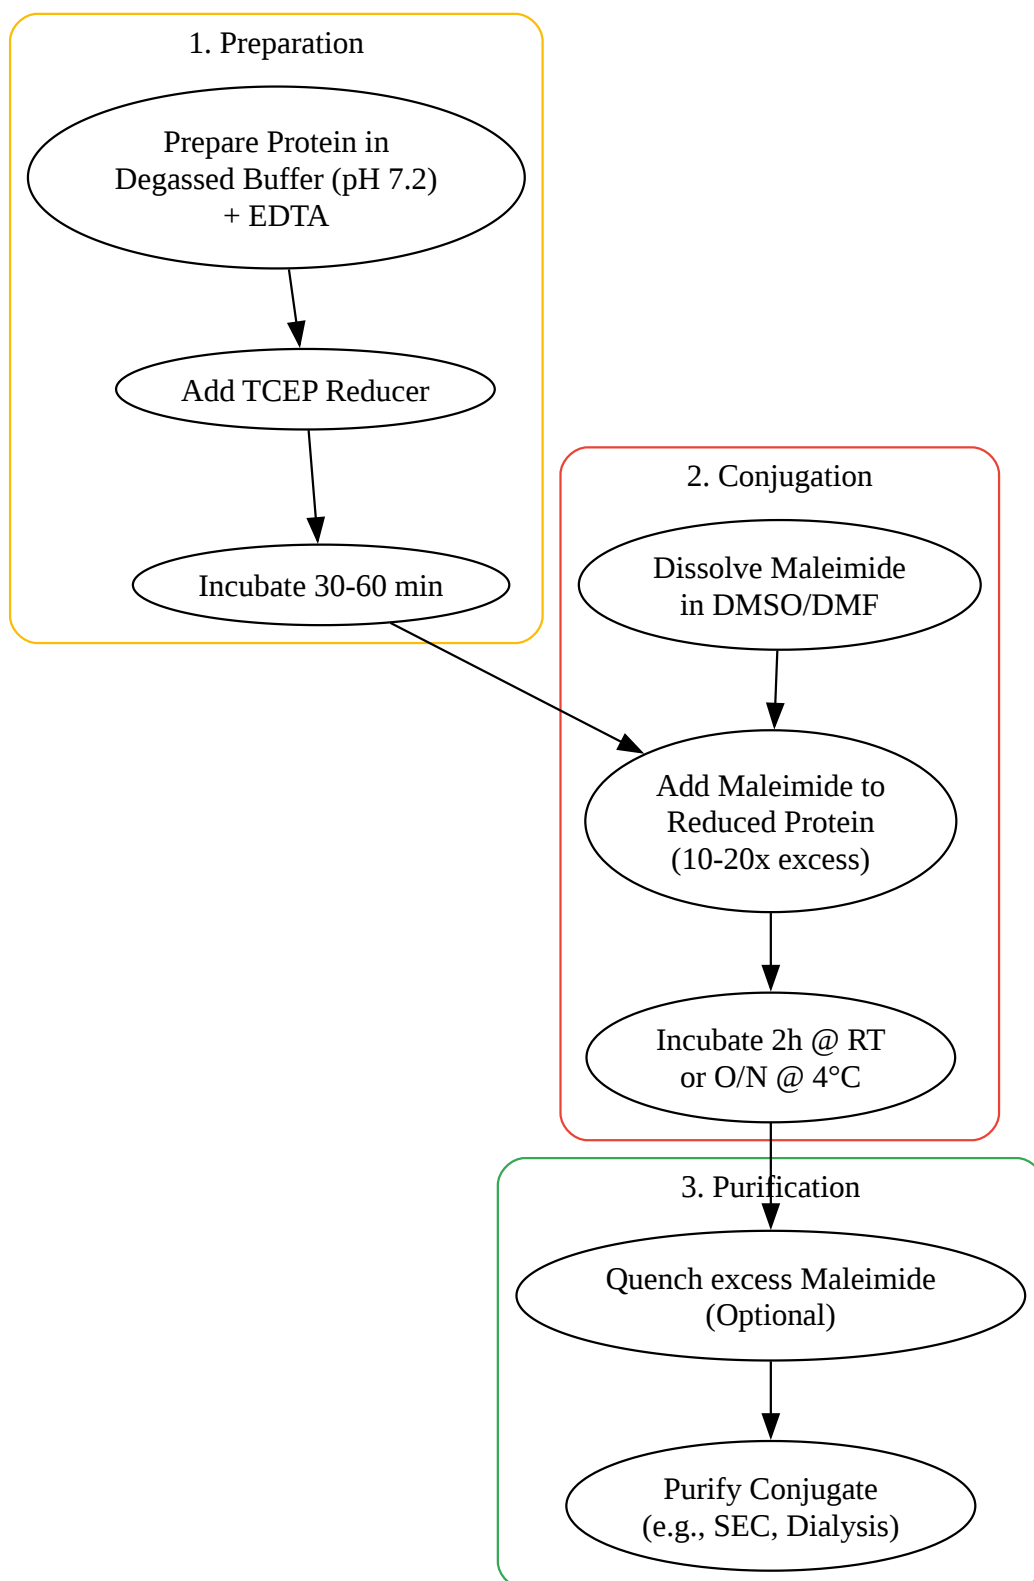 1. Preparation
Prepare Protein in
Degassed Buffer (pH 7.2)
+ EDTA
Add TCEP Reducer
Incubate 30-60 min
2. Conjugation
Dissolve Maleimide
in DMSO/DMF
Add Maleimide to
Reduced Protein
(10-20x excess)
Incubate 2h @ RT
or O/N @ 4°C
3. Purification
Quench excess Maleimide
(Optional)
Purify Conjugate
(e.g., SEC, Dialysis)